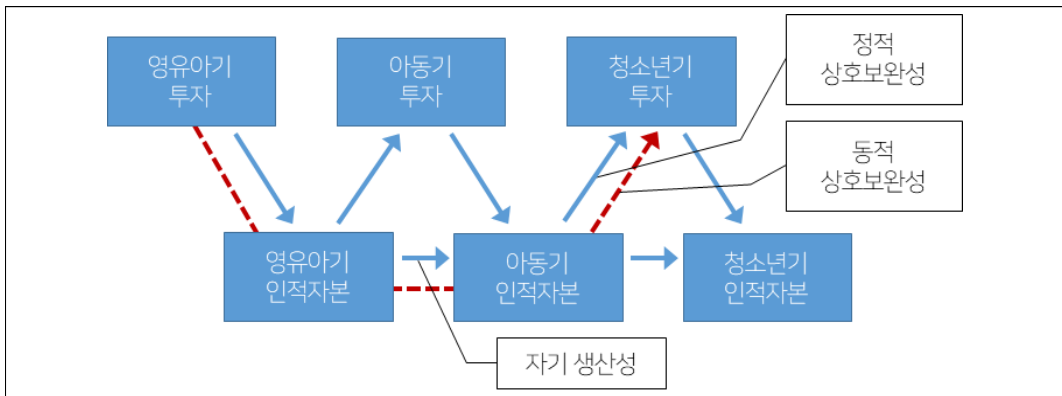 영유아기
투자
아동기
투자
청소년기
투자
정적
상호보완성
동적
상호보완성
영유아기
인적자본
아동기
인적자본
청소년기
인적자본
자기 생산성